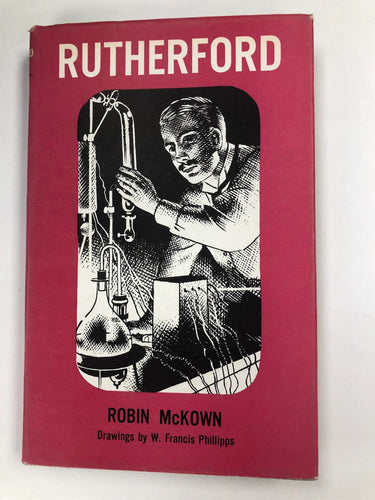 RUTHERFORD
ROBIN McKOWN
Drawings by W. Francis Phillipps